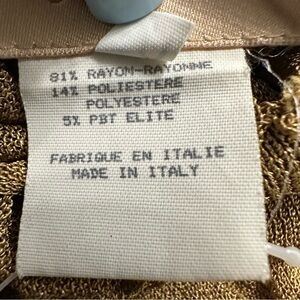 81% RAYON-RAYONNE
14% POLIESTERE
POLYESTERE
5% PBT ELITE
FABRIQUE EN ITALIE
MADE IN ITALY